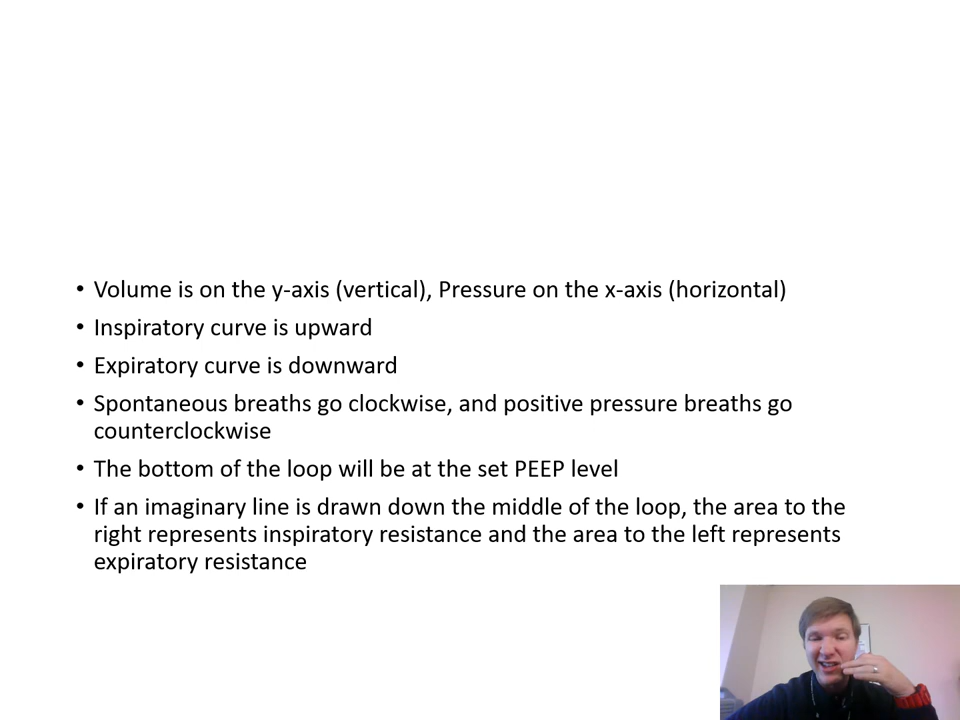 • Volume is on the y-axis (vertical), Pressure on the x-axis (horizontal)
• Inspiratory curve is upward
• Expiratory curve is downward
• Spontaneous breaths go clockwise, and positive pressure breaths go
counterclockwise
• The bottom of the loop will be at the set PEEP level
• If an imaginary line is drawn down the middle of the loop, the area to the
right represents inspiratory resistance and the area to the left represents
expiratory resistance